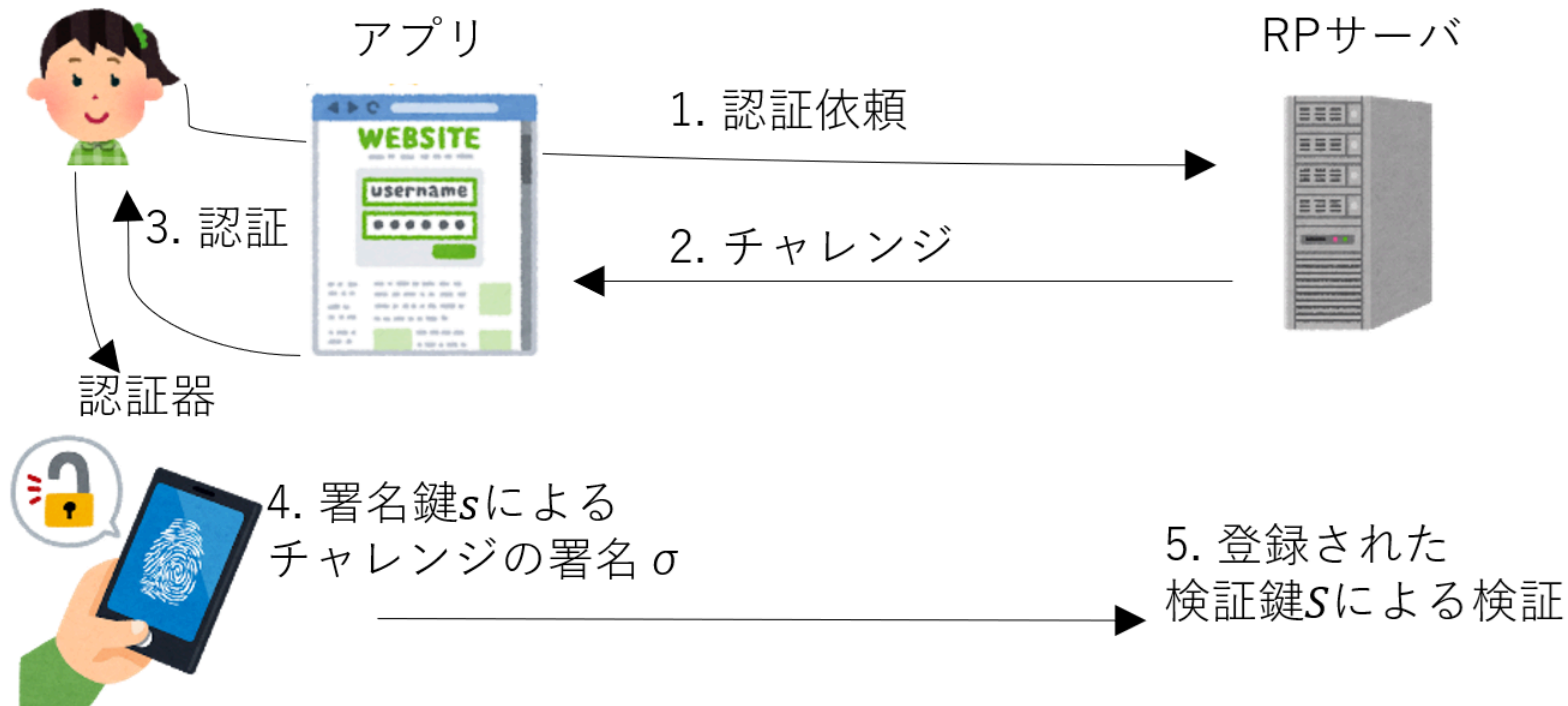 アプリ
RPサーバ
1. 認証依頼
WEBSITE
username
2. チャレンジ
3. 認証
認証器
4. 署名鍵sによる
チャレンジの署名 σ
5. 登録された
検証鍵Sによる検証